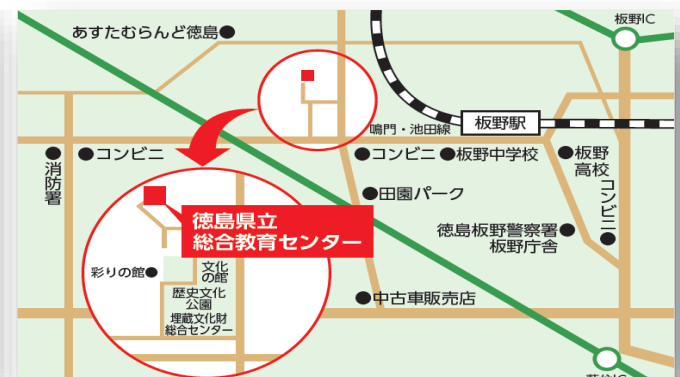 板野IC
あすたむらんど徳島
鳴門・池田線
板野駅
消防署
コンビニ
コンビニ
板野中学校
板野
高校
コンビニ
田園パーク
徳島県立
総合教育センター
徳島板野警察署
板野庁舎
彩りの館
文化
の館
歴史文化
公園
埋蔵文化財
総合センター
中古車販売店